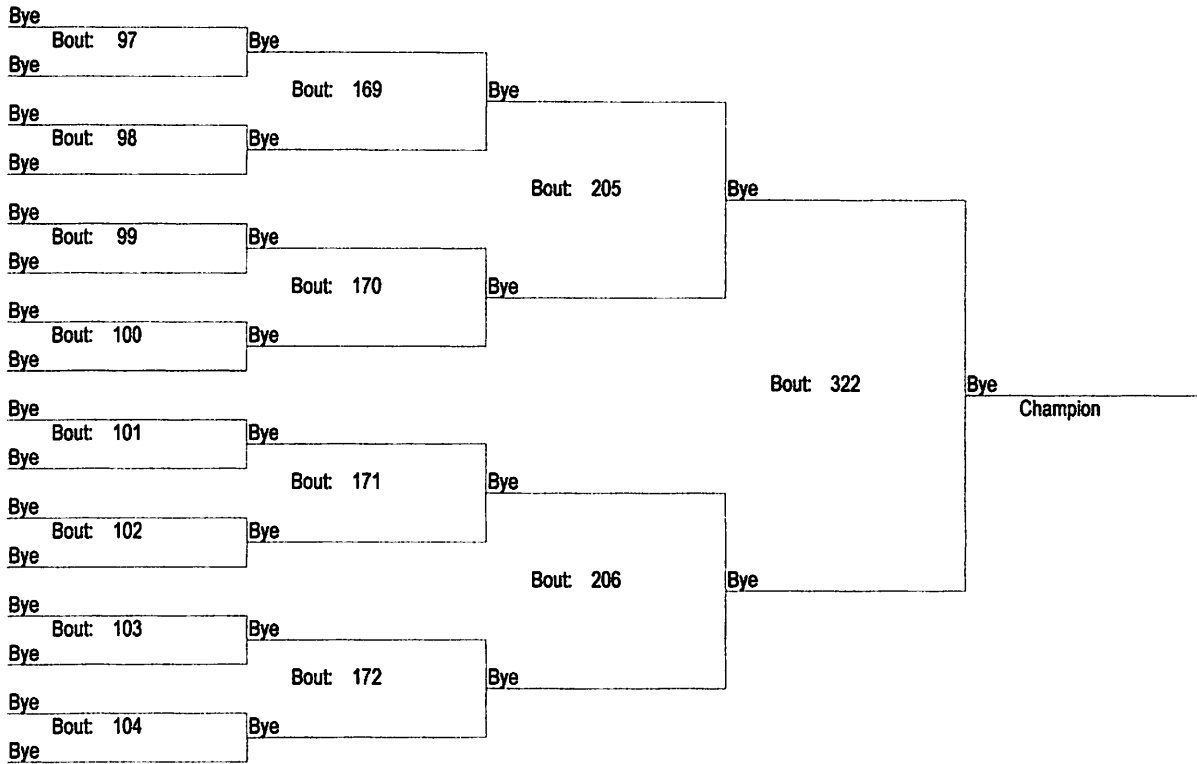 Bye
Bout: 97
Bye
Bye
Bout: 169
Bye
Bye
Bout: 98
Bye
Bye
Bout: 205
Bye
Bye
Bout: 99
Bye
Bye
Bout: 170
Bye
Bye
Bout: 100
Bye
Bye
Bout: 322
Bye
Champion
Bye
Bout: 101
Bye
Bye
Bout: 171
Bye
Bye
Bout: 102
Bye
Bye
Bout: 206
Bye
Bye
Bout: 103
Bye
Bye
Bout: 172
Bye
Bye
Bout: 104
Bye
Bye